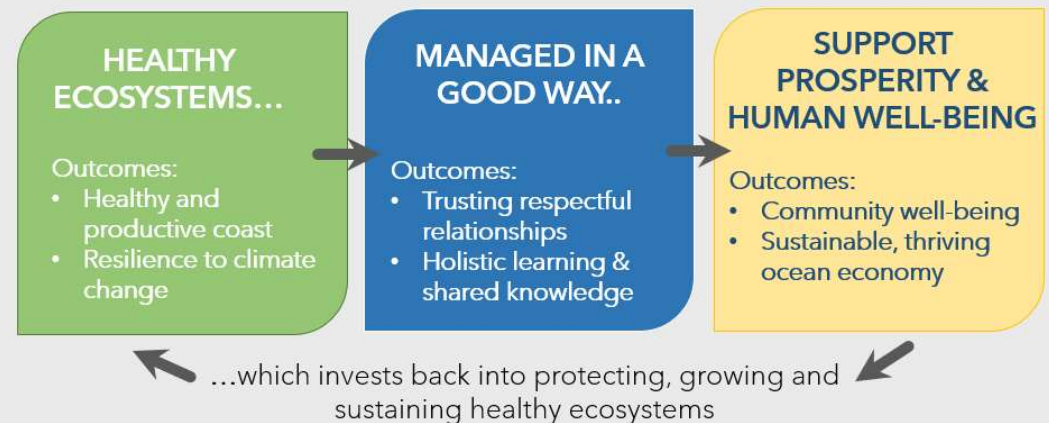 HEALTHY
ECOSYSTEMS...
Outcomes:
• Healthy and
productive coast
• Resilience to climate
change
MANAGED IN A
GOOD WAY..
Outcomes:
• Trusting respectful
relationships
• Holistic learning &
shared knowledge
SUPPORT
PROSPERITY &
HUMAN WELL-BEING
Outcomes:
• Community well-being
• Sustainable, thriving
ocean economy
...which invests back into protecting, growing and
sustaining healthy ecosystems